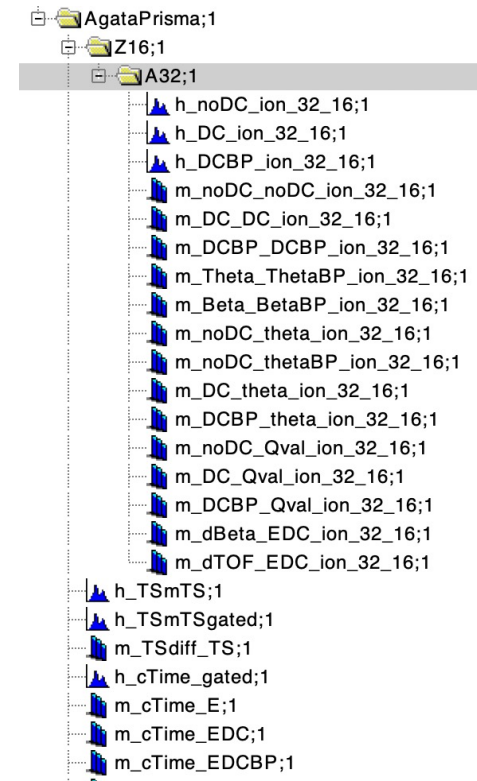 AgataPrisma;1
Z16;1
A32;1
h_noDC_ion_32_16;1
h_DC_ion_32_16;1
h_DCBP_ion_32_16;1
m_noDC_noDC_ion_32_16;1
m_DC_DC_ion_32_16;1
m_DCBP_DCBP_ion_32_16;1
m_Theta_ThetaBP_ion_32_16;1
m_Beta_BetaBP_ion_32_16;1
m_noDC_theta_ion_32_16;1
m_noDC_thetaBP_ion_32_16;1
m_DC_theta_ion_32_16;1
m_DCBP_theta_ion_32_16;1
m_noDC_Qval_ion_32_16;1
m_DC_Qval_ion_32_16;1
m_DCBP_Qval_ion_32_16;1
m_dBeta_EDC_ion_32_16;1
m_dTOF_EDC_ion_32_16;1
h_TSmTS;1
h_TSmTSgated;1
m_TSdiff_TS;1
h_cTime_gated;1
m_cTime_E;1
m_cTime_EDC;1
m_cTime_EDCBP;1